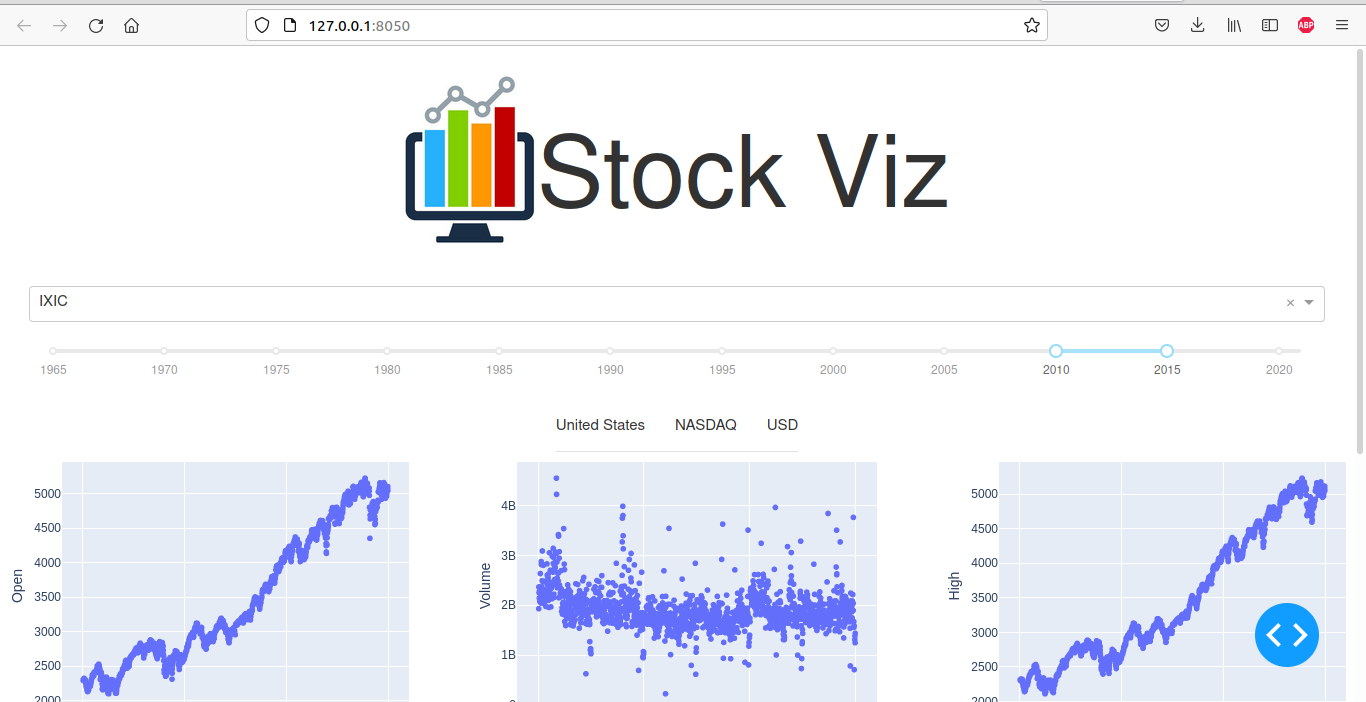 127.0.0.1:8050
ABP
Stock Viz
IXIC
×
1965 1970 1975 1980 1985 1990 1995 2000 2005 2010 2015 2020
United States NASDAQ USD
Open
5000
4500
4000
3500
3000
2500
2000
Volume
4B
3B
2B
1B
High
5000
4500
4000
3500
3000
2500
2000